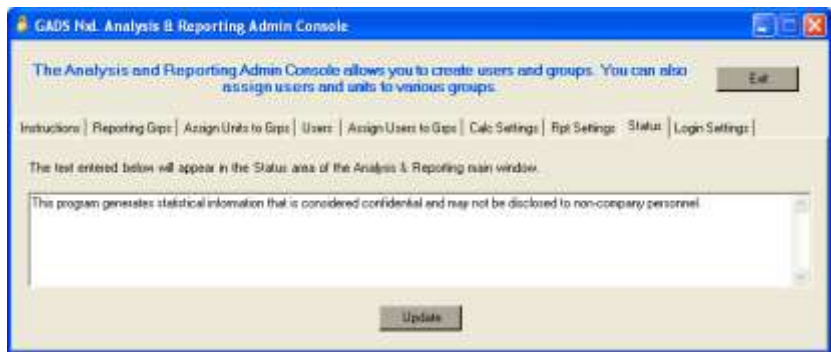 GADS NxL Analysis & Reporting Admin Console
The Analysis and Reporting Admin Console allows you to create users and groups. You can also
assign users and units to various groups.
Exit
Instructions | Reporting Grps | Assign Units to Grps | Users | Assign Users to Grps | Calc Settings | Rpt Settings Status | Login Settings |
The text entered below will appear in the Status area of the Analysis & Reporting main window.
This program generates statistical information that is considered confidential and may not be disclosed to non-company personnel.
Update